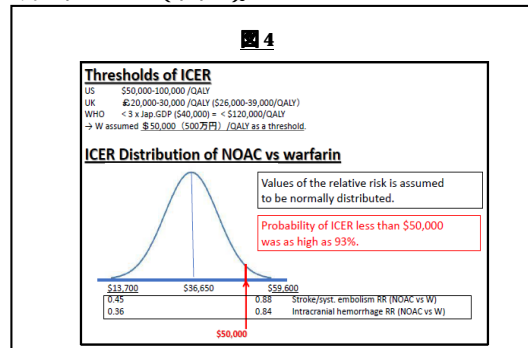 図 4
Thresholds of ICER
US $50,000-100,000 /QALY
UK £20,000-30,000 /QALY ($26,000-39,000/QALY)
WHO < 3 x Jap.GDP ($40,000) = < $120,000/QALY
→ W assumed $50,000 (500万円) /QALY as a threshold.
ICER Distribution of NOAC vs warfarin
Values of the relative risk is assumed
to be normally distributed.
Probability of ICER less than $50,000
was as high as 93%.
$13,700 $36,650 $59,600
0.45 0.88 Stroke/syst. embolism RR (NOAC vs W)
0.36 0.84 Intracranial hemorrhage RR (NOAC vs W)
$50,000